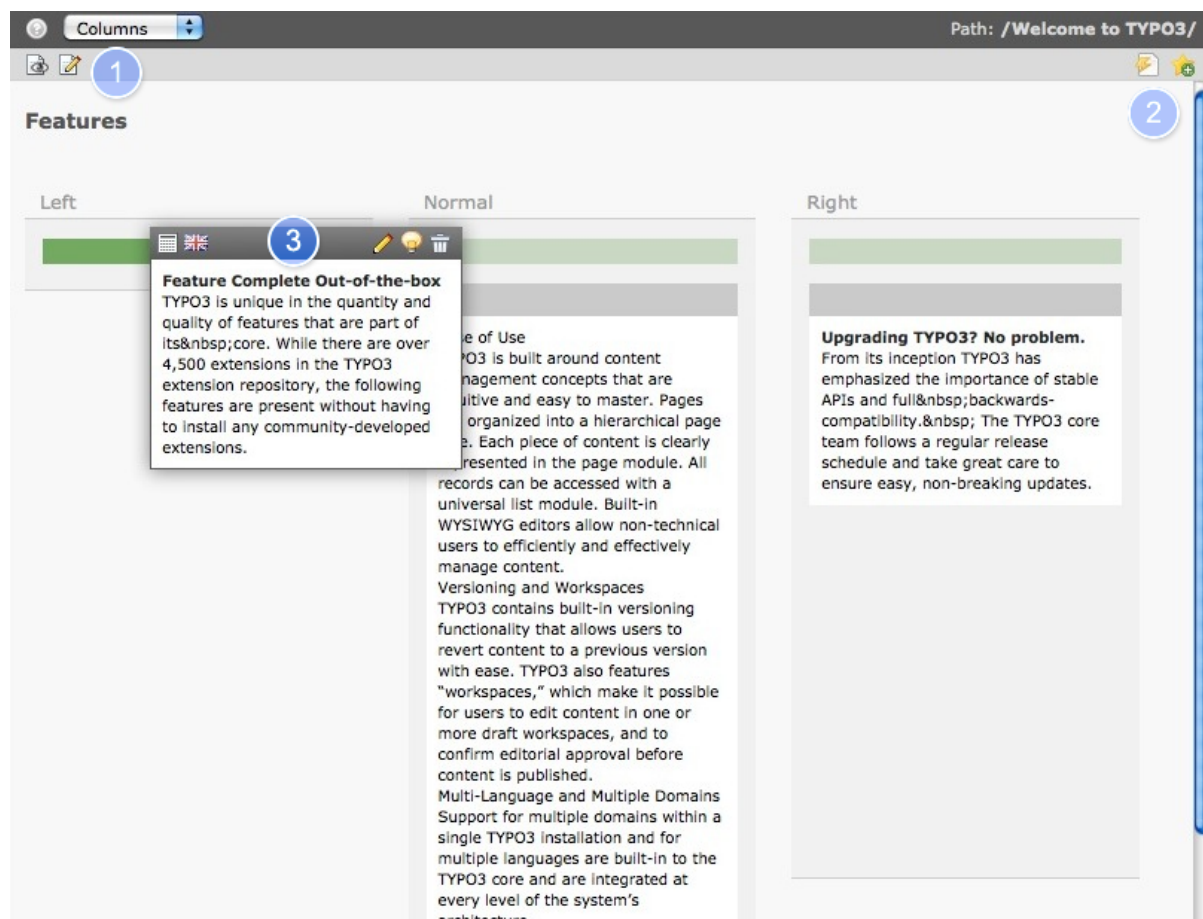 Columns
Path: /Welcome to TYPO3/
1
2
Features
Left
Normal
Right
3
Feature Complete Out-of-the-box
TYPO3 is unique in the quantity and
quality of features that are part of
its&nbsp;core. While there are over
4,500 extensions in the TYPO3
extension repository, the following
features are present without having
to install any community-developed
extensions.
e of Use
PO3 is built around content
nagement concepts that are
uitive and easy to master. Pages
organized into a hierarchical page
e. Each piece of content is clearly
presented in the page module. All
records can be accessed with a
universal list module. Built-in
WYSIWYG editors allow non-technical
users to efficiently and effectively
manage content.
Versioning and Workspaces
TYPO3 contains built-in versioning
functionality that allows users to
revert content to a previous version
with ease. TYPO3 also features
“workspaces,” which make it possible
for users to edit content in one or
more draft workspaces, and to
confirm editorial approval before
content is published.
Multi-Language and Multiple Domains
Support for multiple domains within a
single TYPO3 installation and for
multiple languages are built-in to the
TYPO3 core and are integrated at
every level of the system’s
Upgrading TYPO3? No problem.
From its inception TYPO3 has
emphasized the importance of stable
APIs and full&nbsp;backwards-
compatibility.&nbsp; The TYPO3 core
team follows a regular release
schedule and take great care to
ensure easy, non-breaking updates.